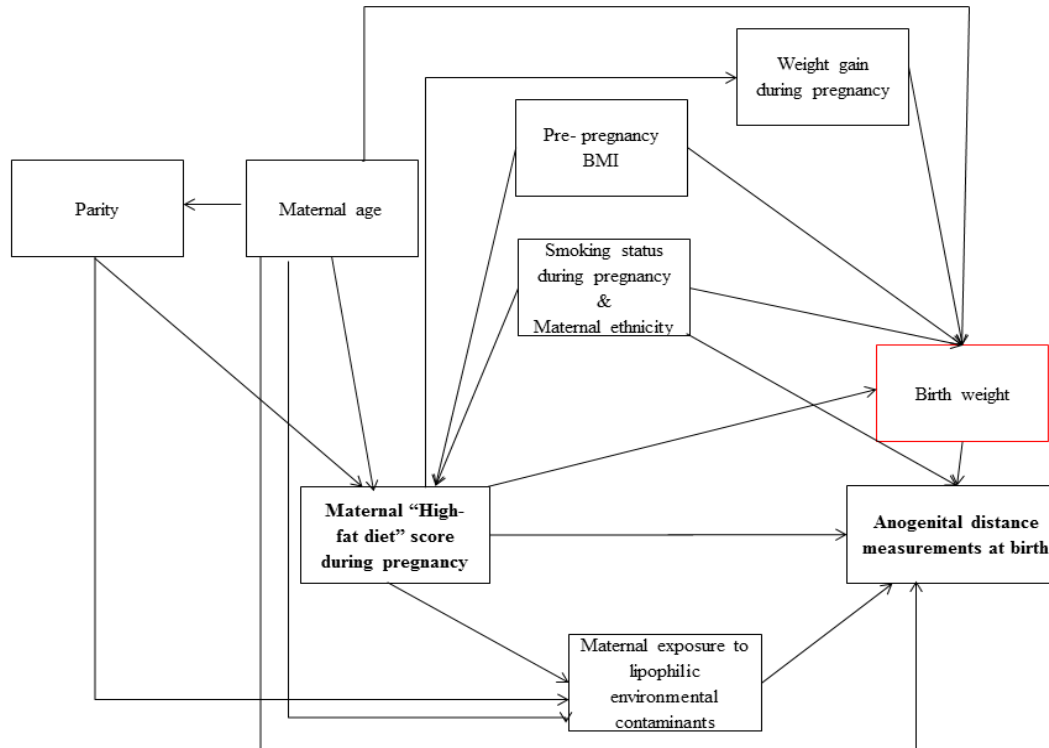 Weight gain
during pregnancy
Pre- pregnancy
BMI
Parity
Maternal age
Smoking status
during pregnancy
&
Maternal ethnicity
Birth weight
Maternal “High-
fat diet” score
during pregnancy
Anogenital distance
measurements at birth
Maternal exposure to
lipophilic
environmental
contaminants